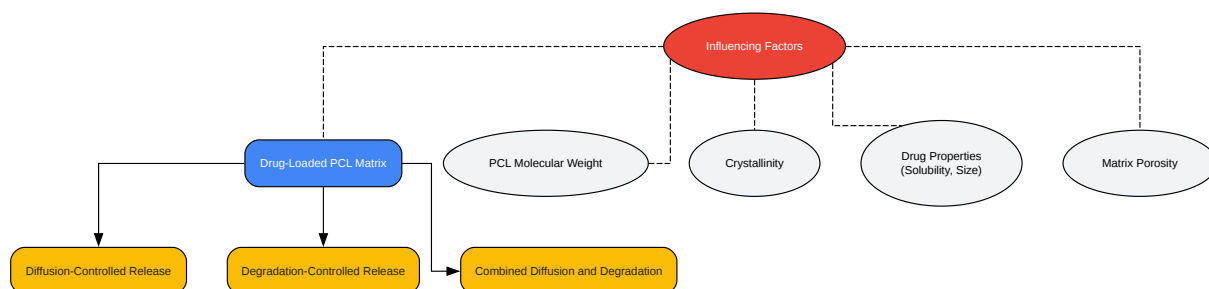 Influencing Factors
Drug-Loaded PCL Matrix
PCL Molecular Weight
Crystallinity
Drug Properties
(Solubility, Size)
Matrix Porosity
Diffusion-Controlled Release
Degradation-Controlled Release
Combined Diffusion and Degradation